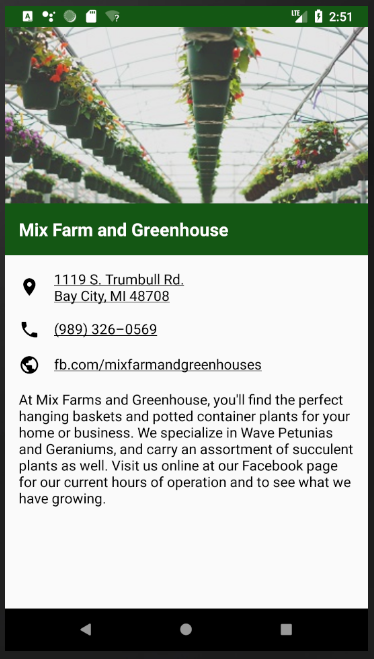 LTE 2:51
Mix Farm and Greenhouse
1119 S. Trumbull Rd.
Bay City, MI 48708
(989) 326–0569
fb.com/mixfarmandgreenhouses
At Mix Farms and Greenhouse, you'll find the perfect
hanging baskets and potted container plants for your
home or business. We specialize in Wave Petunias
and Geraniums, and carry an assortment of succulent
plants as well. Visit us online at our Facebook page
for our current hours of operation and to see what we
have growing.